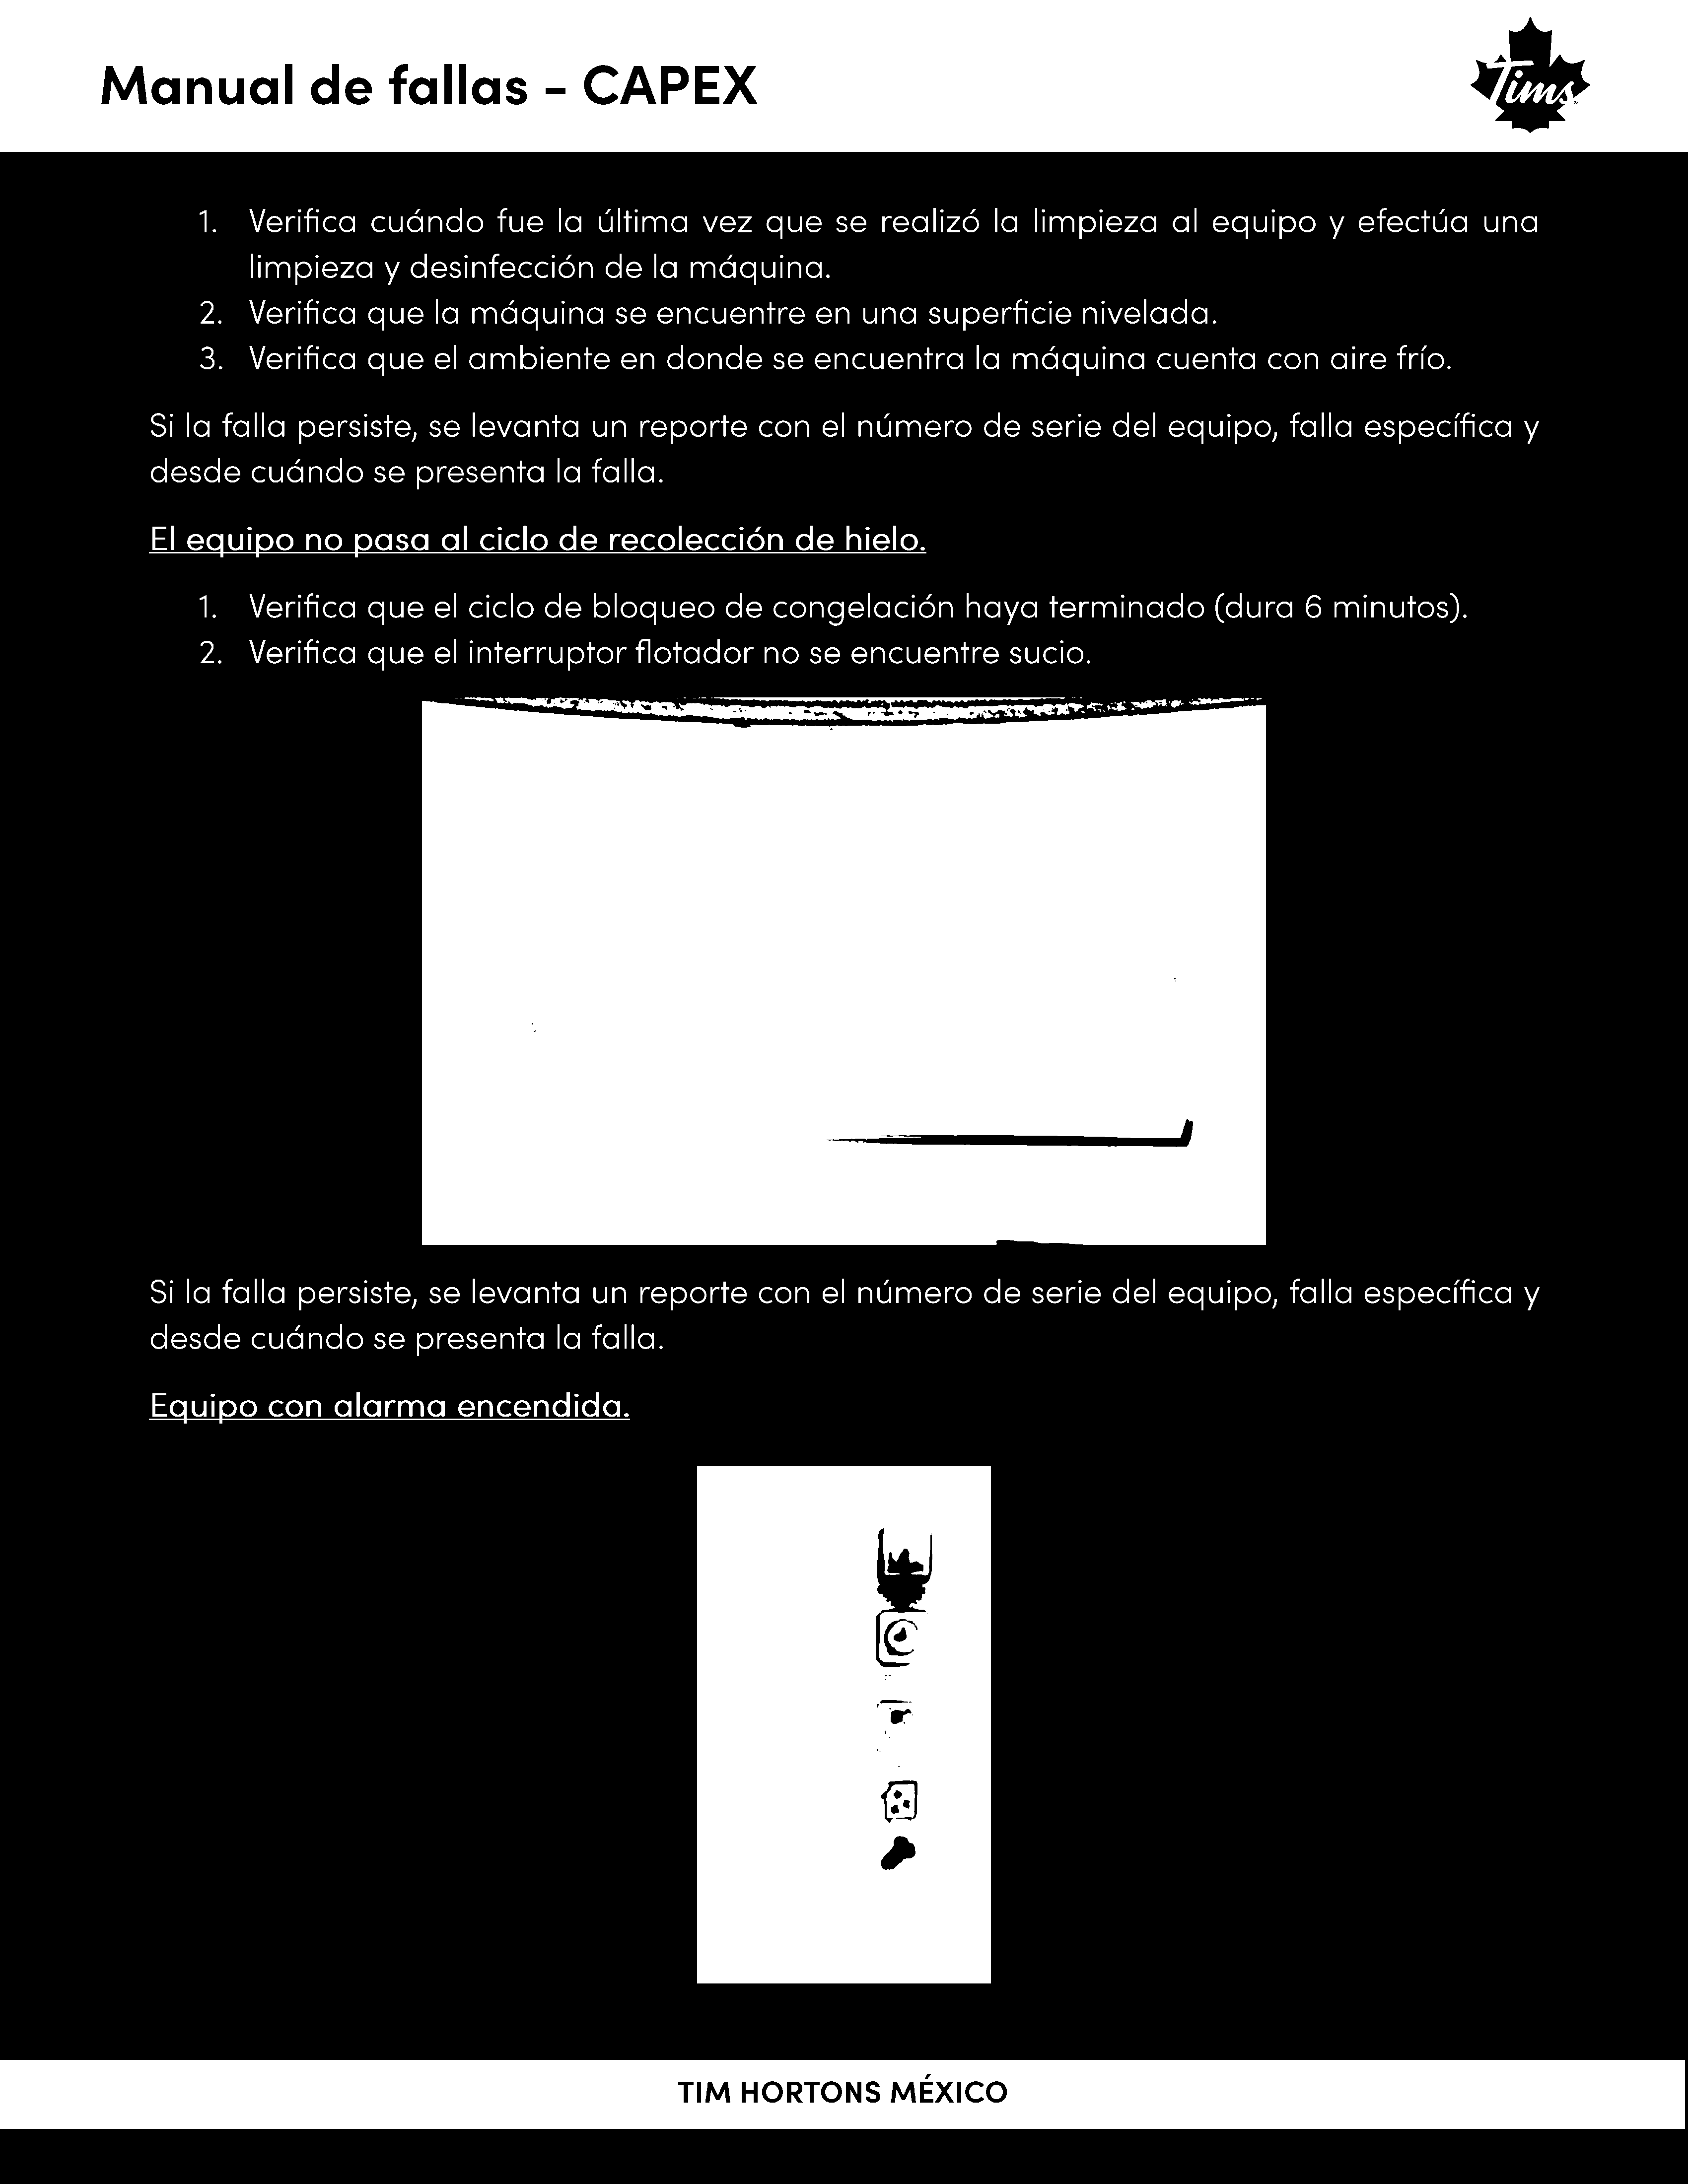 Manual de fallas - CAPEX
Tims
1. Verifica cuándo fue la última vez que se realizó la limpieza al equipo y efectúa una
limpieza y desinfección de la máquina.
2. Verifica que la máquina se encuentre en una superficie nivelada.
3. Verifica que el ambiente en donde se encuentra la máquina cuenta con aire frío.
Si la falla persiste, se levanta un reporte con el número de serie del equipo, falla específica y
desde cuándo se presenta la falla.
El equipo no pasa al ciclo de recolección de hielo.
1. Verifica que el ciclo de bloqueo de congelación haya terminado (dura 6 minutos).
2. Verifica que el interruptor flotador no se encuentre sucio.
Si la falla persiste, se levanta un reporte con el número de serie del equipo, falla específica y
desde cuándo se presenta la falla.
Equipo con alarma encendida.
TIM HORTONS MÉXICO